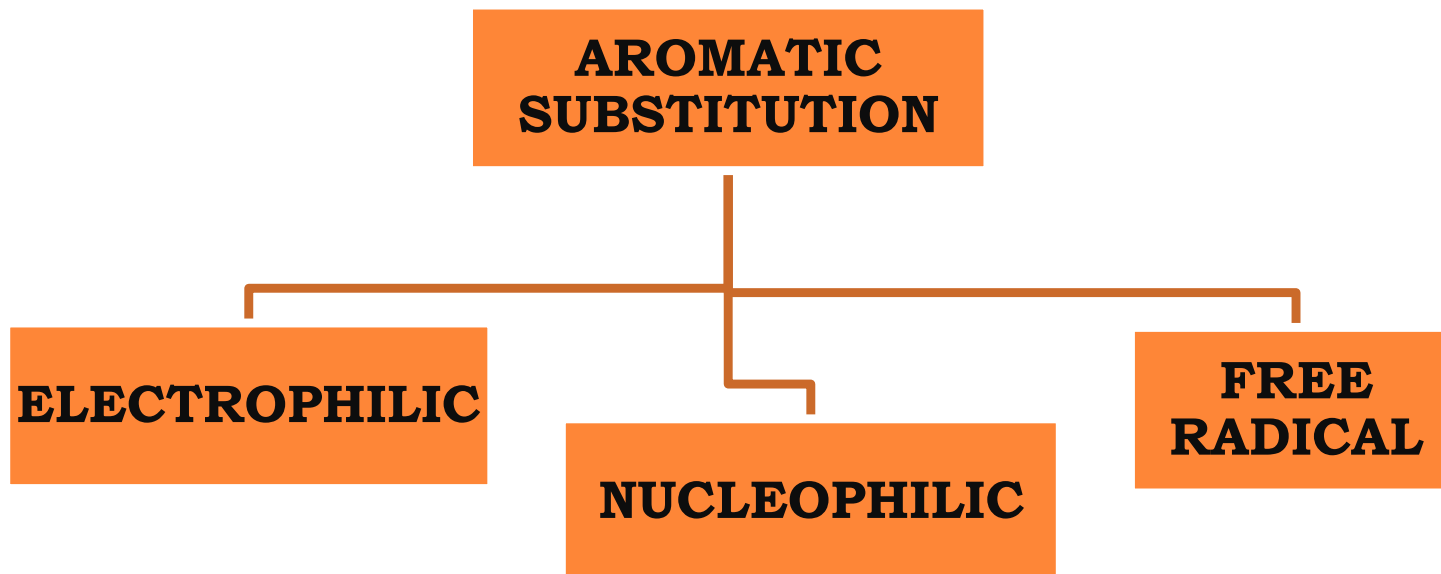 AROMATIC
SUBSTITUTION
ELECTROPHILIC
NUCLEOPHILIC
FREE
RADICAL